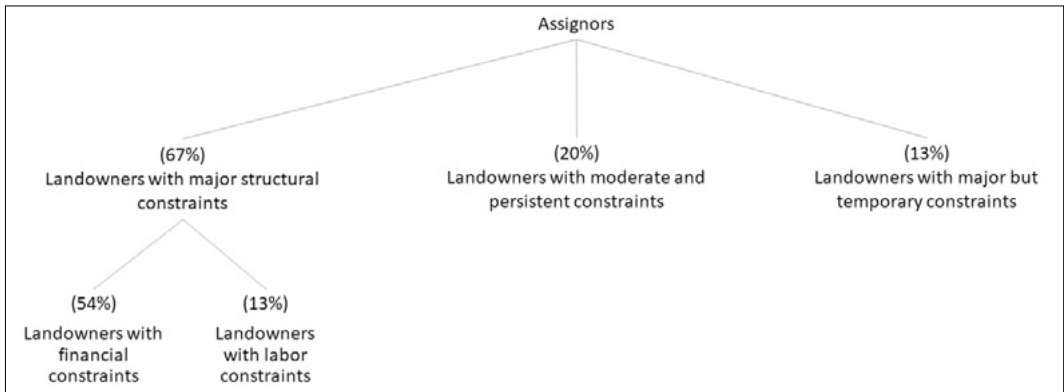 Assignors
(67%)
Landowners with major structural
constraints
(20%)
Landowners with moderate and
persistent constraints
(13%)
Landowners with major but
temporary constraints
(54%)
Landowners with
financial
constraints
(13%)
Landowners
with labor
constraints